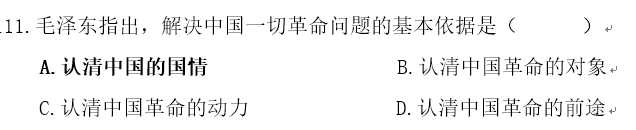 111.毛泽东指出，解决中国一切革命问题的基本依据是（　　　）
A.认清中国的国情　　　B.认清中国革命的对象
C.认清中国革命的动力　　　D.认清中国革命的前途